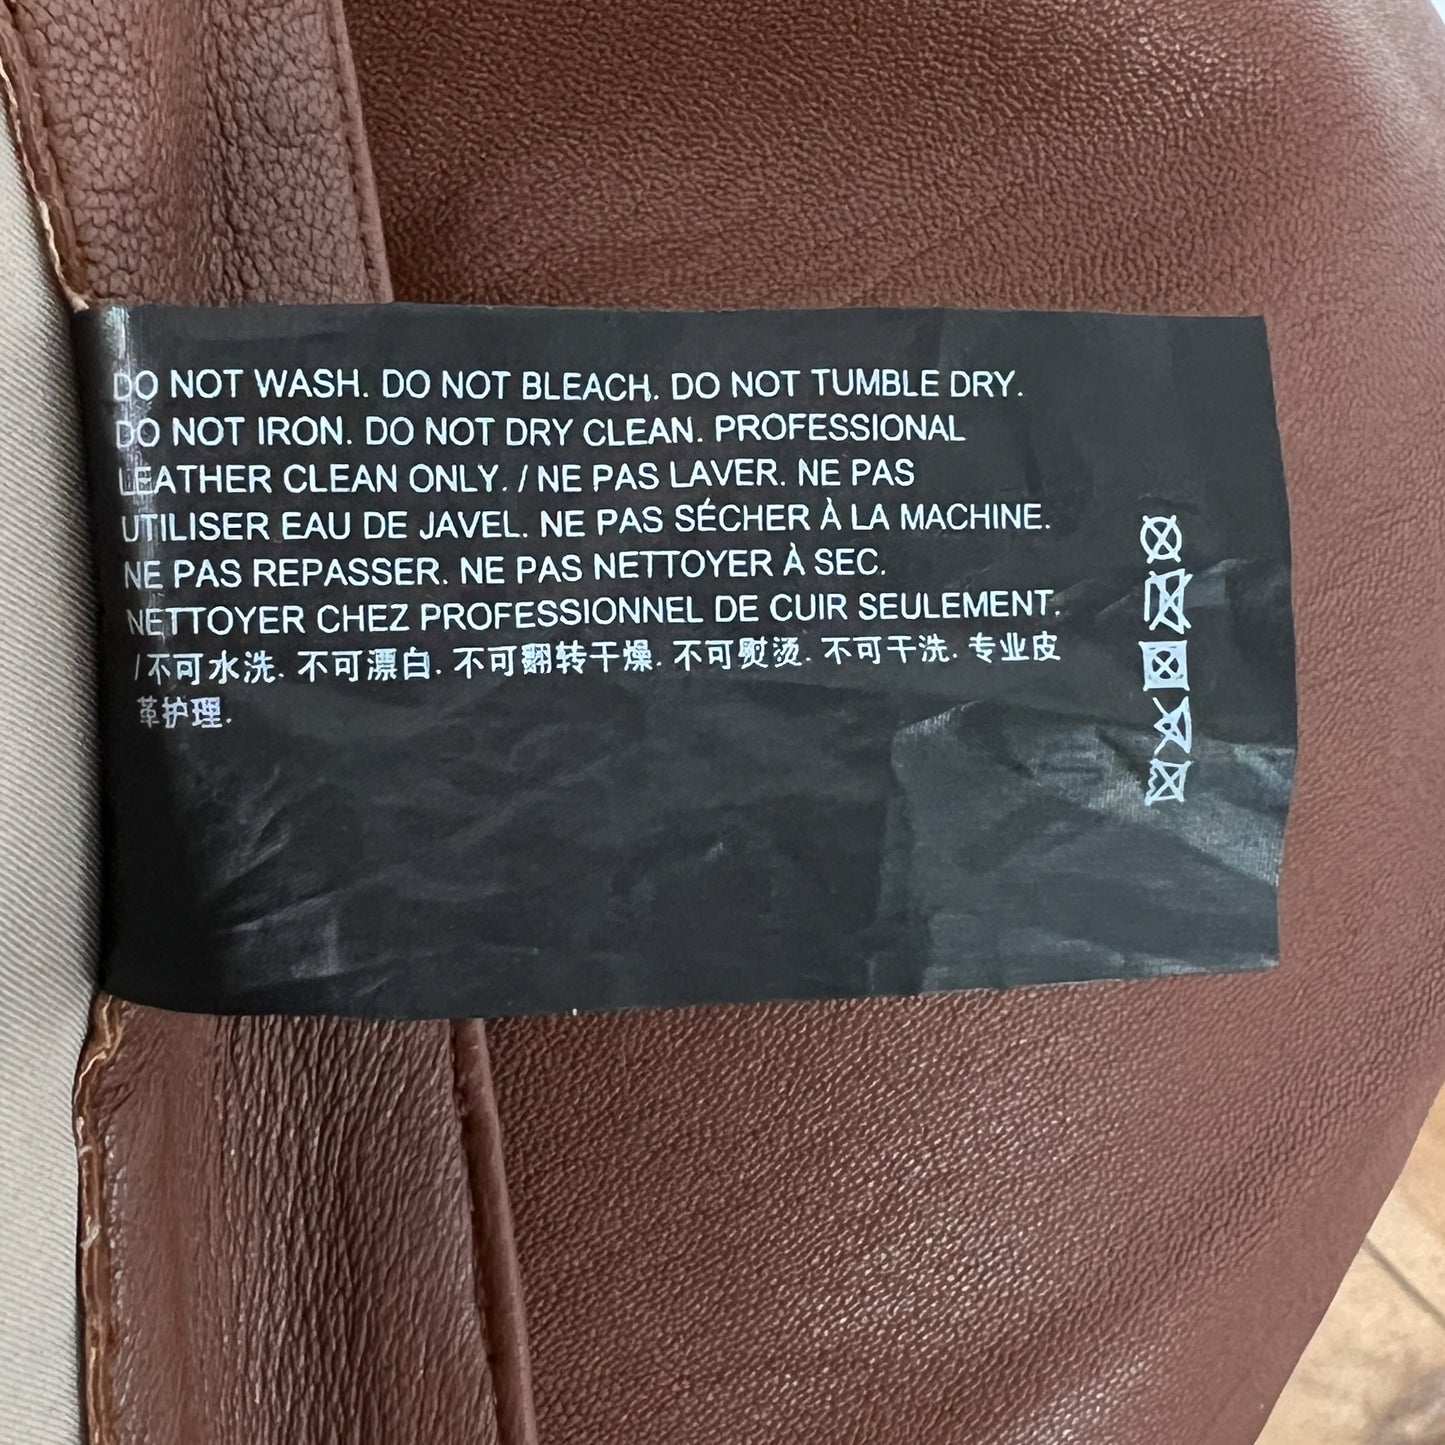 DO NOT WASH. DO NOT BLEACH. DO NOT TUMBLE DRY.
DO NOT IRON. DO NOT DRY CLEAN. PROFESSIONAL
LEATHER CLEAN ONLY. / NE PAS LAVER. NE PAS
UTILISER EAU DE JAVEL. NE PAS SÉCHER À LA MACHINE.
NE PAS REPASSER. NE PAS NETTOYER À SEC.
NETTOYER CHEZ PROFESSIONNEL DE CUIR SEULEMENT.
/ 不可水洗. 不可漂白. 不可翻转干燥. 不可熨烫. 不可干洗. 专业皮
革护理.